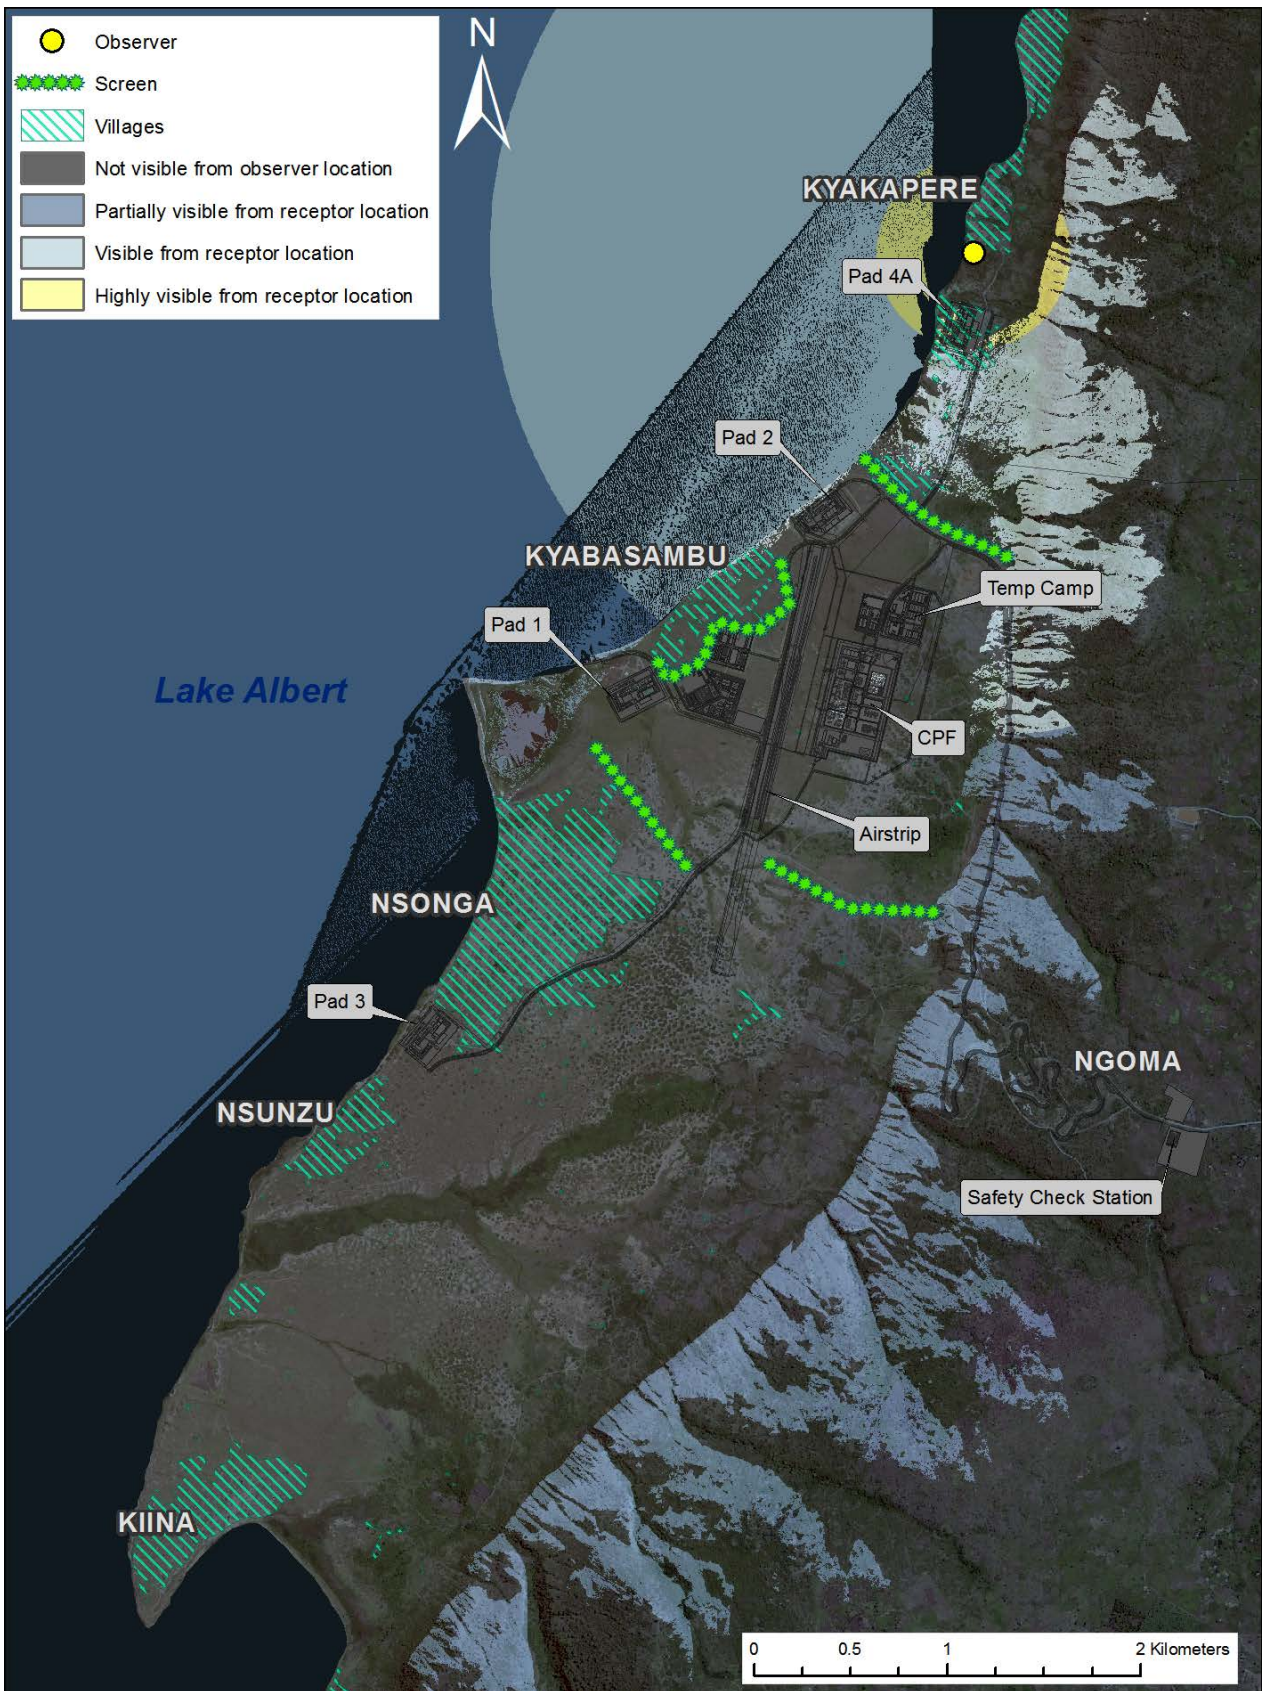 Observer
Screen
Villages
Not visible from observer location
Partially visible from receptor location
Visible from receptor location
Highly visible from receptor location
N
KYAKAPERE
Pad 4A
Pad 2
KYABASAMBU
Temp Camp
Pad 1
Lake Albert
CPF
Airstrip
NSONGA
Pad 3
NGOMA
NSUNZU
Safety Check Station
KIINA
0 0.5 1 2 Kilometers